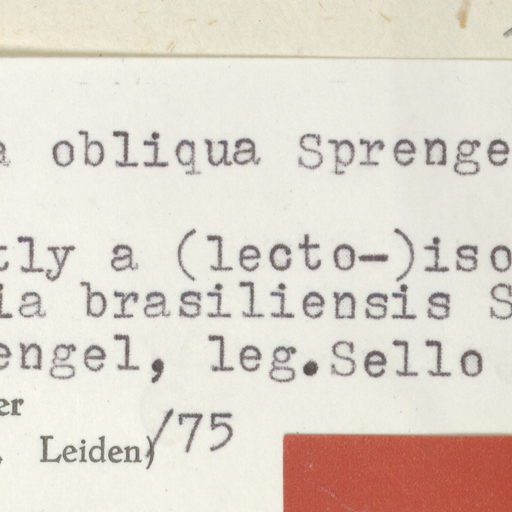 a obliqua Sprenge
tly a (lecto-)iso
ia brasiliensis S
engel, leg.Sello
er
. Leiden)/75